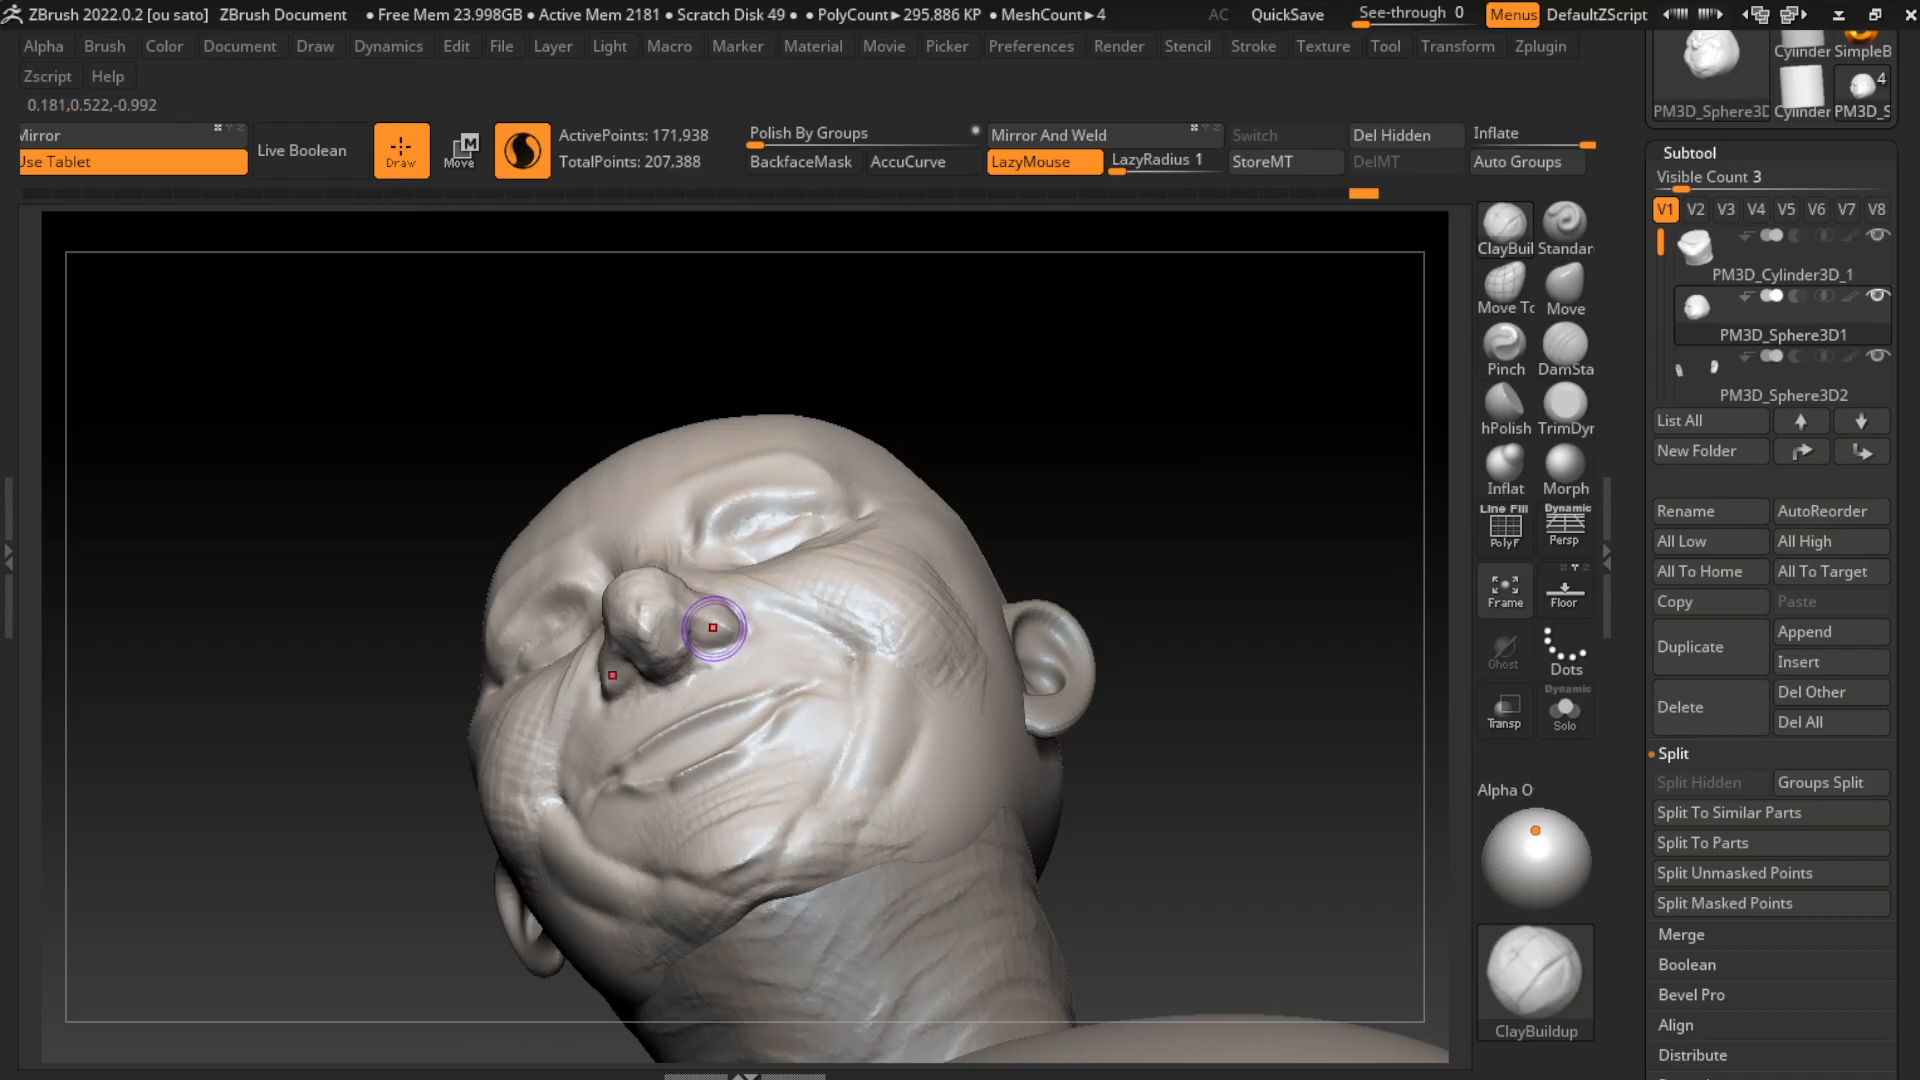 ZBrush 2022.0.2 [ou sato] ZBrush Document • Free Mem 23.998GB • Active Mem 2181 • Scratch Disk 49 • • PolyCount▸295.886 KP • MeshCount▸4 AC QuickSave See-through 0 Menus DefaultZScript
Alpha Brush Color Document Draw Dynamics Edit File Layer Light Macro Marker Material Movie Picker Preferences Render Stencil Stroke Texture Tool Transform Zplugin
Zscript Help
0.181,0.522,-0.992
Mirror
Use Tablet
Live Boolean
Draw
M
Move
ActivePoints: 171,938
TotalPoints: 207,388
Polish By Groups
BackfaceMask AccuCurve
Mirror And Weld Switch Del Hidden Inflate
LazyMouse LazyRadius 1 StoreMT DelMT Auto Groups
ClayBuil Standar
Move To Move
Pinch DamSta
hPolish TrimDyr
Inflat Morph
Line Fill Dynamic
PolyF Persp
Frame Floor
Ghost Dots
Dynamic
Transp Solo
Alpha O
ClayBuildup
Cylinder SimpleB
4
PM3D_Sphere3D Cylinder PM3D_S
Subtool
Visible Count 3
V1 V2 V3 V4 V5 V6 V7 V8
PM3D_Cylinder3D_1
PM3D_Sphere3D1
PM3D_Sphere3D2
List All
New Folder
Rename AutoReorder
All Low All High
All To Home All To Target
Copy Paste
Duplicate Append
Insert
Delete Del Other
Del All
Split
Split Hidden Groups Split
Split To Similar Parts
Split To Parts
Split Unmasked Points
Split Masked Points
Merge
Boolean
Bevel Pro
Align
Distribute